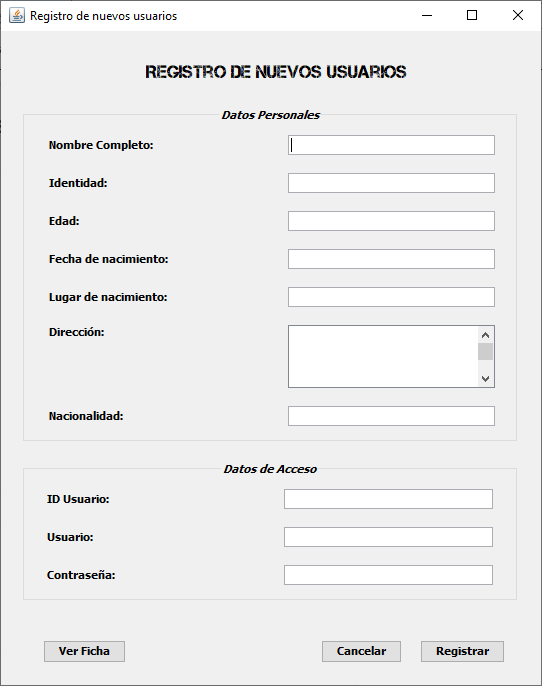 Registro de nuevos usuarios
REGISTRO DE NUEVOS USUARIOS
Datos Personales
Nombre Completo:
Identidad:
Edad:
Fecha de nacimiento:
Lugar de nacimiento:
Dirección:
Nacionalidad:
Datos de Acceso
ID Usuario:
Usuario:
Contraseña:
Ver Ficha Cancelar Registrar